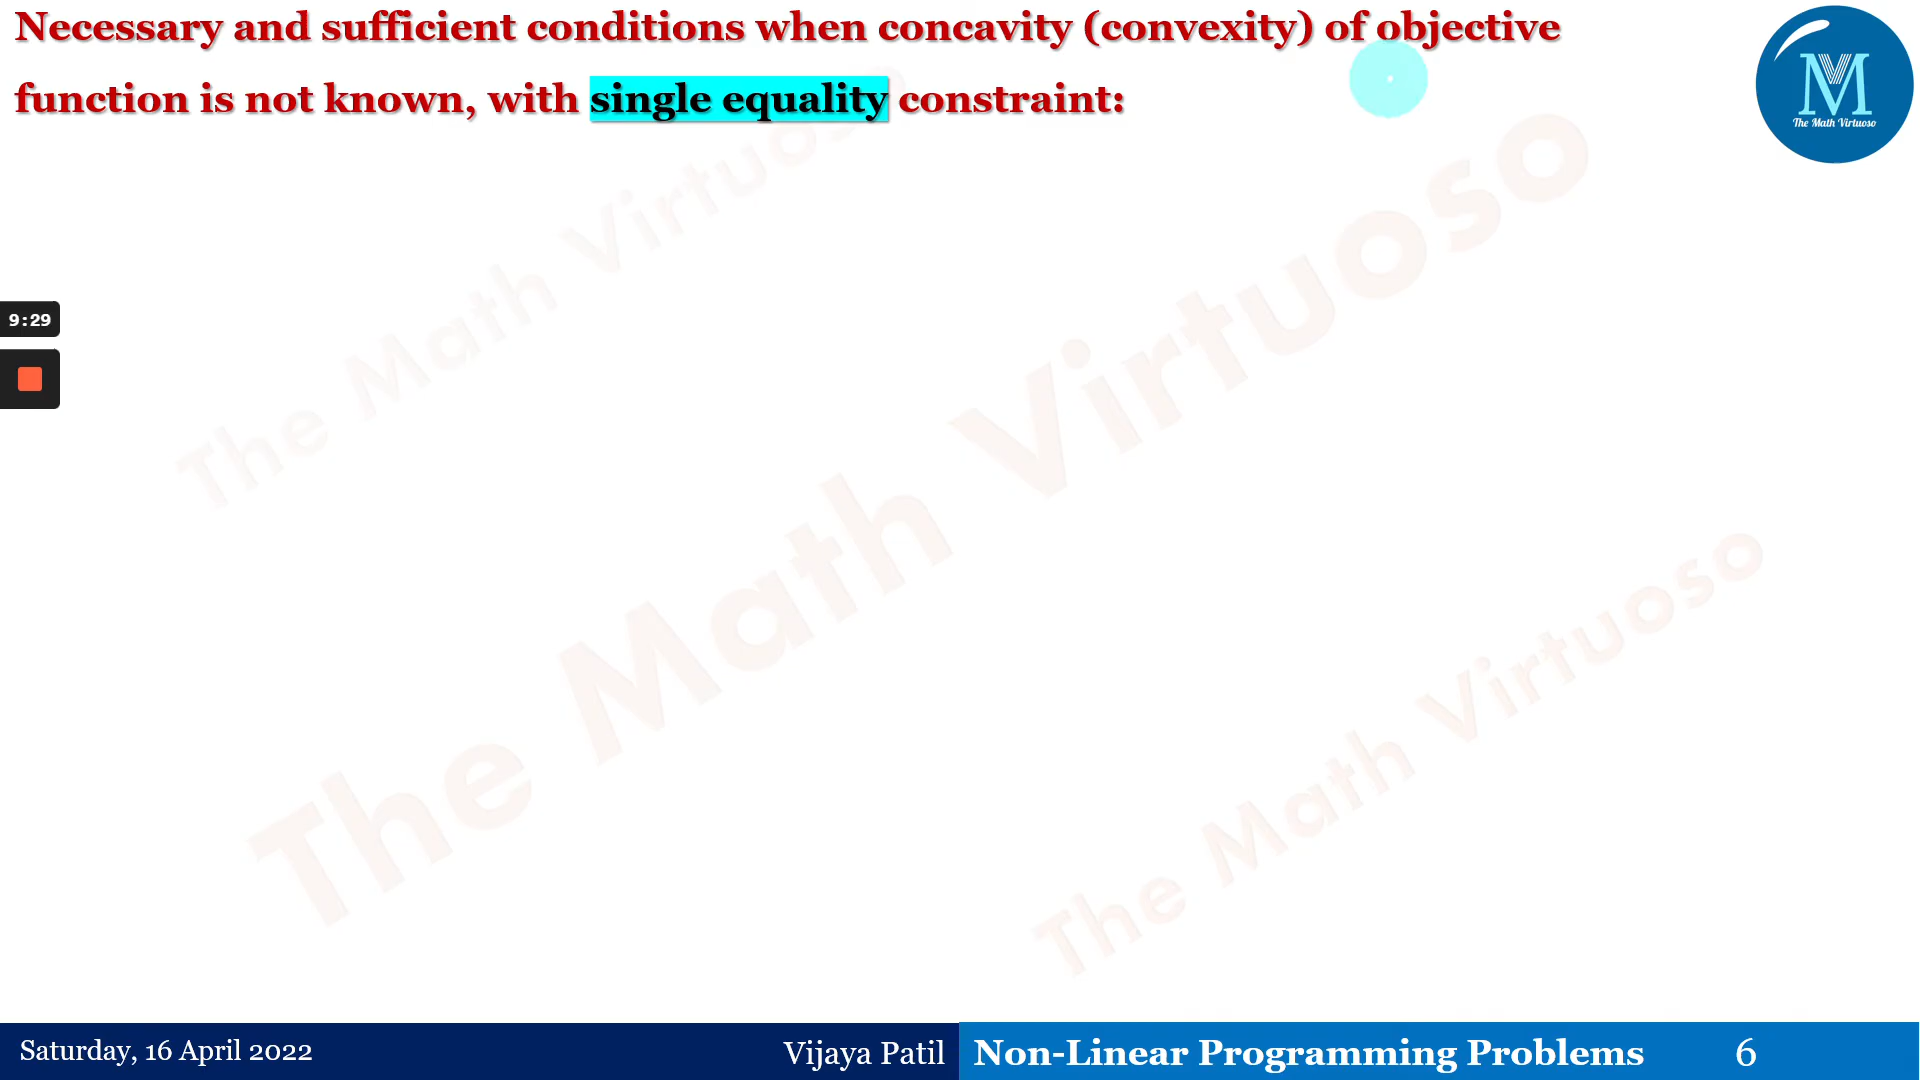 Necessary and sufficient conditions when concavity (convexity) of objective
function is not known, with single equality constraint:
M
The Math Virtuoso
The Math Virtuoso
9:29
The Math Virtuoso
The Math Virtuoso
Saturday, 16 April 2022
Vijaya Patil
Non-Linear Programming Problems
6